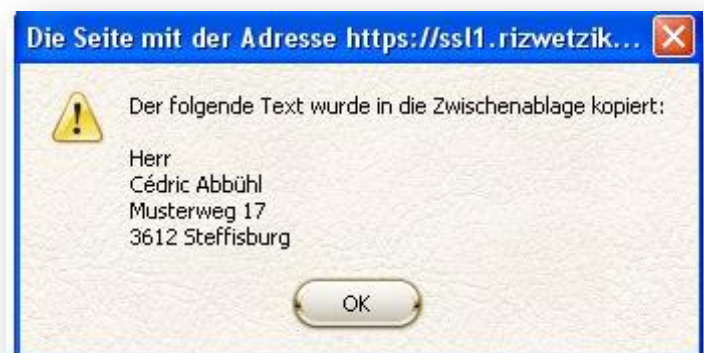 Die Seite mit der Adresse https://ssl1.rizwetzik...
Der folgende Text wurde in die Zwischenablage kopiert:
Herr
Cédric Abbühl
Musterweg 17
3612 Steffisburg
OK